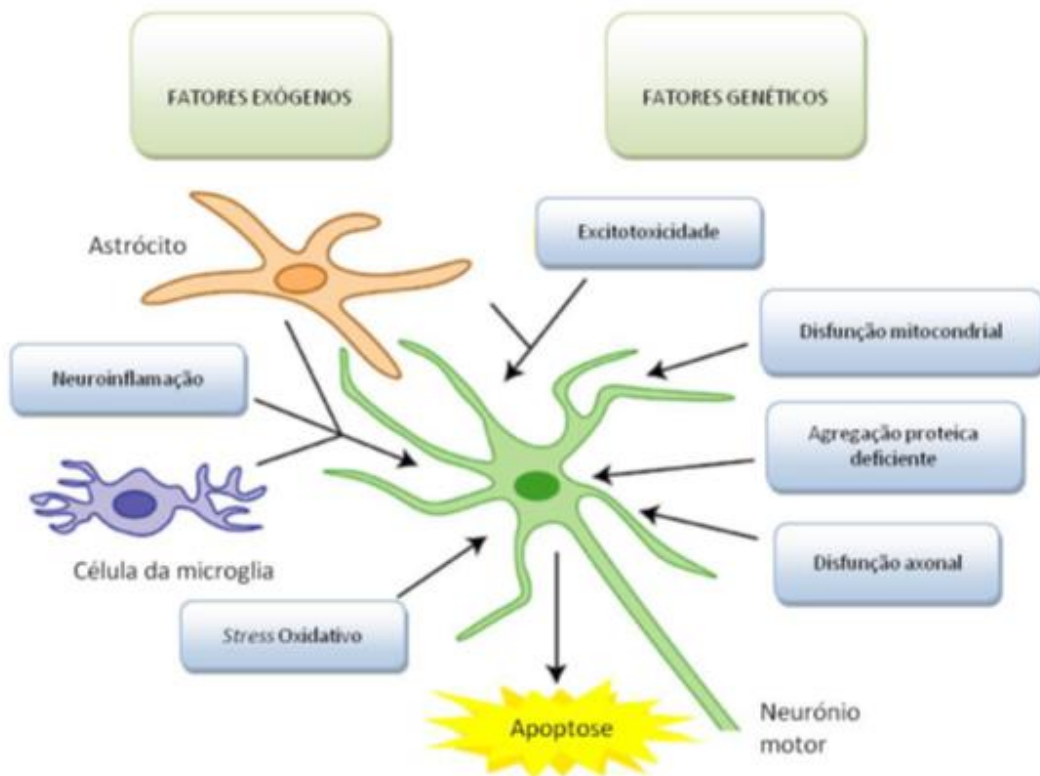 FATORES EXÓGENOS
FATORES GENÉTICOS
Astrócito
Excitotoxicidade
Disfunção mitocondrial
Neuroinflamação
Agregação proteica
deficiente
Célula da microglia
Disfunção axonal
Stress Oxidativo
Apoptose
Neurónio
motor